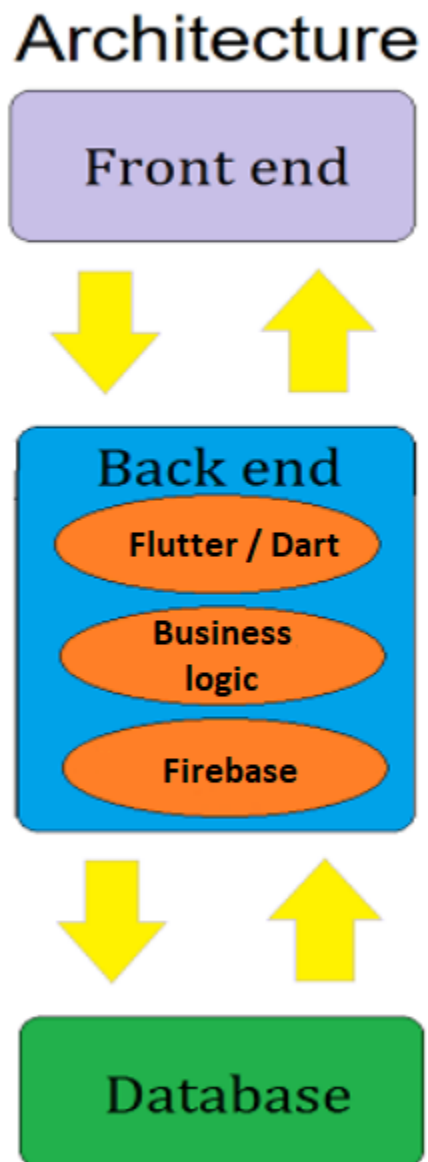 Architecture
Front end
Back end
Flutter / Dart
Business
logic
Firebase
Database